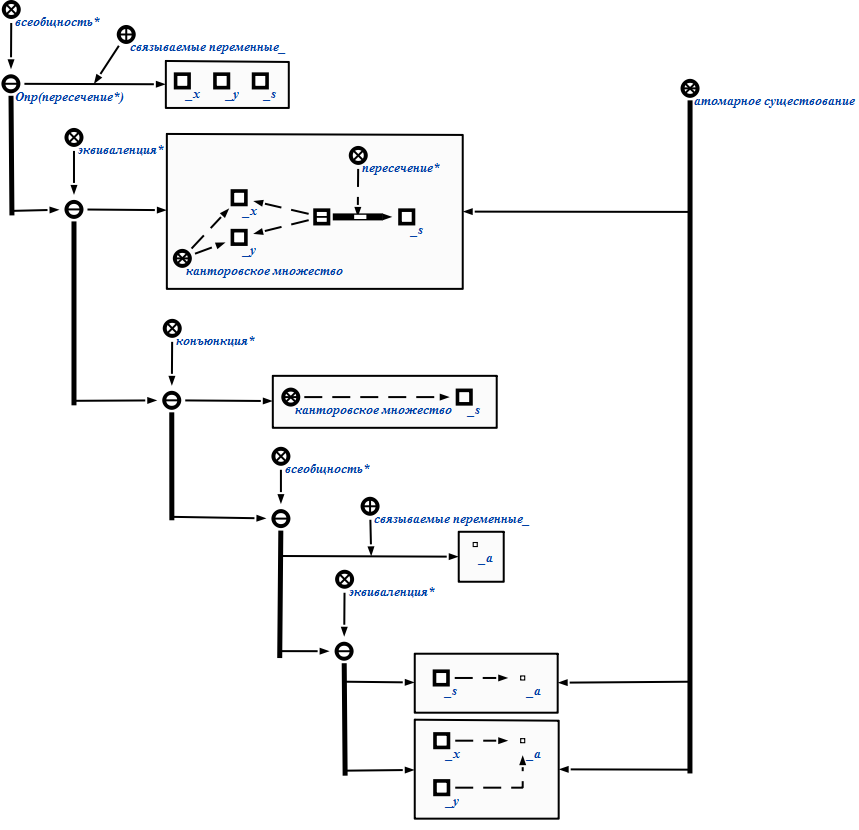 всеобщность*
связываемые переменные_
Опр(пересечение*)
_x _y _s
атомарное существование
эквиваленция*
пересечение*
_x
_s
_y
канторовское множество
конъюнкция*
канторовское множество _s
всеобщность*
связываемые переменные_
_a
эквиваленция*
_s _a
_x _a
_y